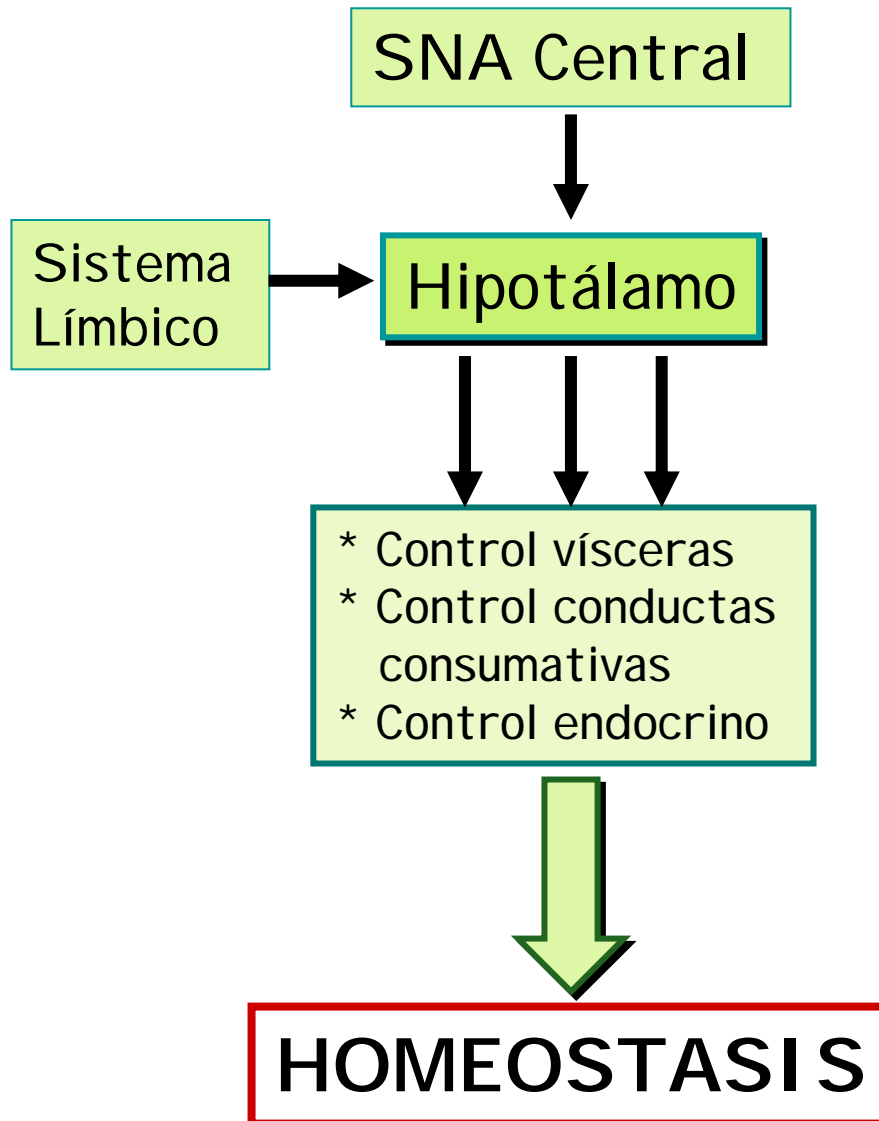 SNA Central
Sistema
Límbico
Hipotálamo
* Control vísceras
* Control conductas
consumativas
* Control endocrino
HOMEOSTASIS